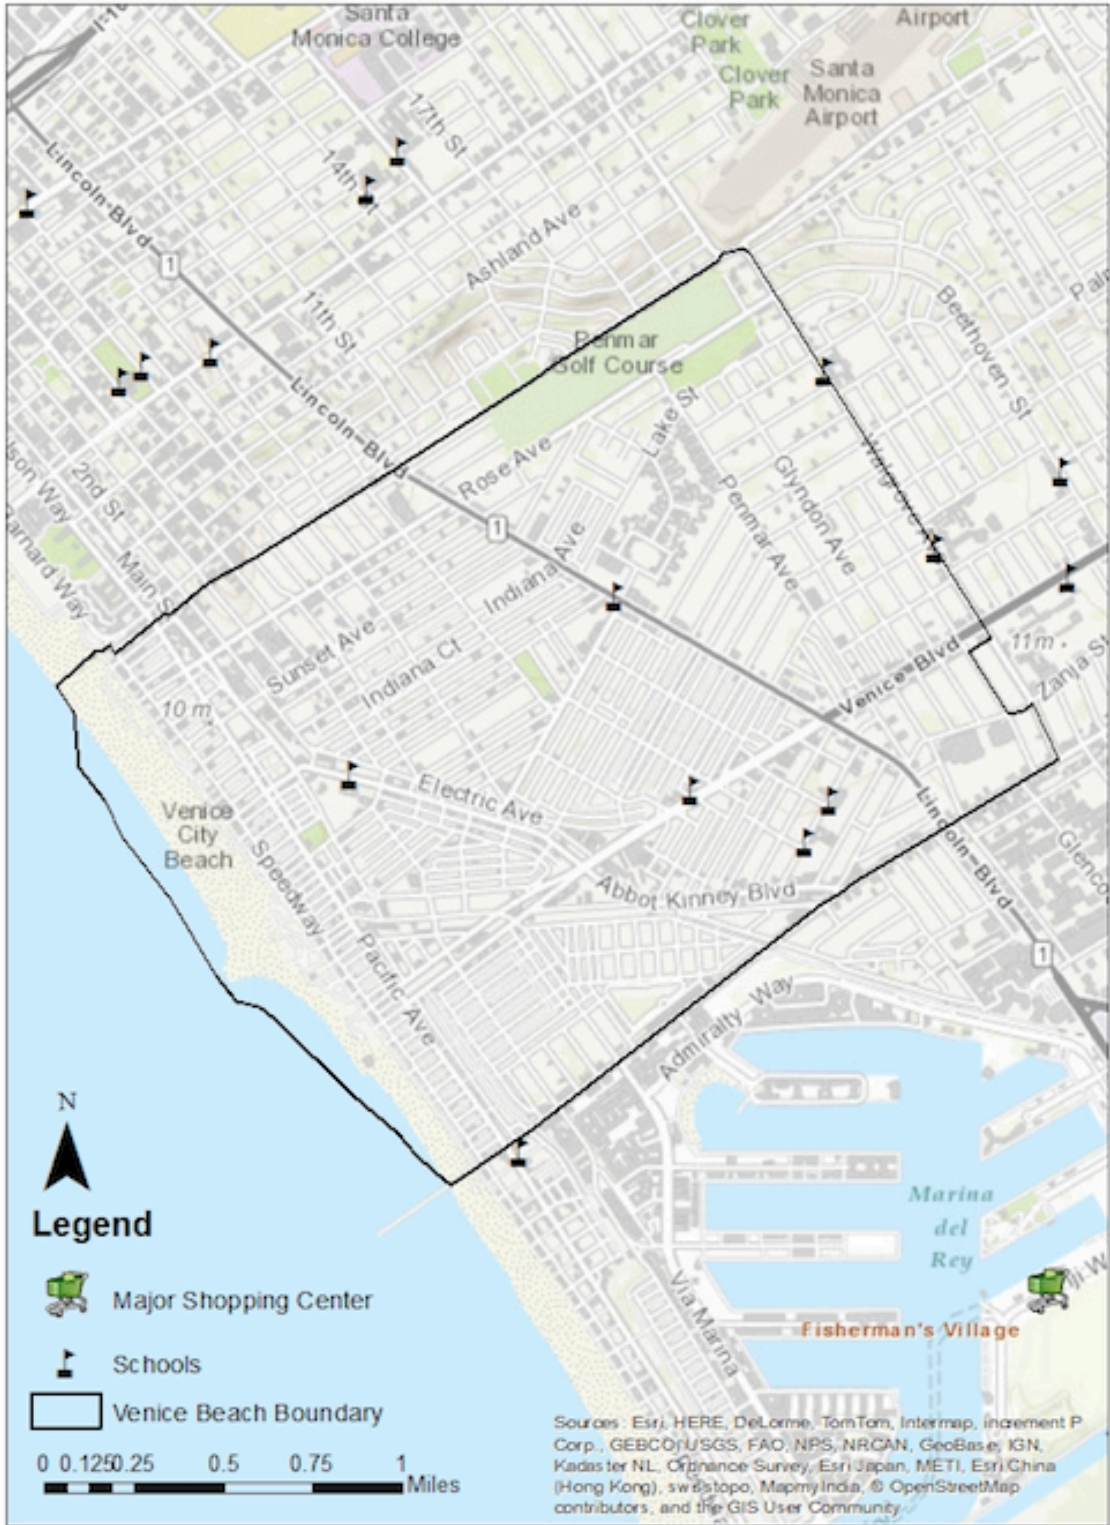 Santa
Monica College
Clover
Park
Airport
Clover
Park
Santa
Monica
Airport
17th St
14th St
Lincoln Blvd
1
Ashland Ave
11th St
Beethoven St
Penmar
Golf Course
Lincoln Blvd
Lake St
Rose Ave
2nd St
Main St
1
Penmar Ave
Glyndon Ave
Indiana Ave
Sunset Ave
Indiana Ct
10 m
11m
Venice Blvd
Zanja St
Electric Ave
Venice
City
Beach
Speedway
Lincoln Blvd
Abbot Kinney Blvd
Pacific Ave
1
Admiralty Way
N
Marina
del
Rey
Legend
Major Shopping Center
Via Marina
Fisherman's Village
Schools
Venice Beach Boundary
0 0.1250.25 0.5 0.75 1
Miles
Sources: Esri, HERE, DeLorme, TomTom, Intermap, increment P
Corp., GEBCO, USGS, FAO, NPS, NRCAN, GeoBase, IGN,
Kadaster NL, Ordnance Survey, Esri Japan, METI, Esri China
(Hong Kong), swisstopo, MapmyIndia, © OpenStreetMap
contributors, and the GIS User Community